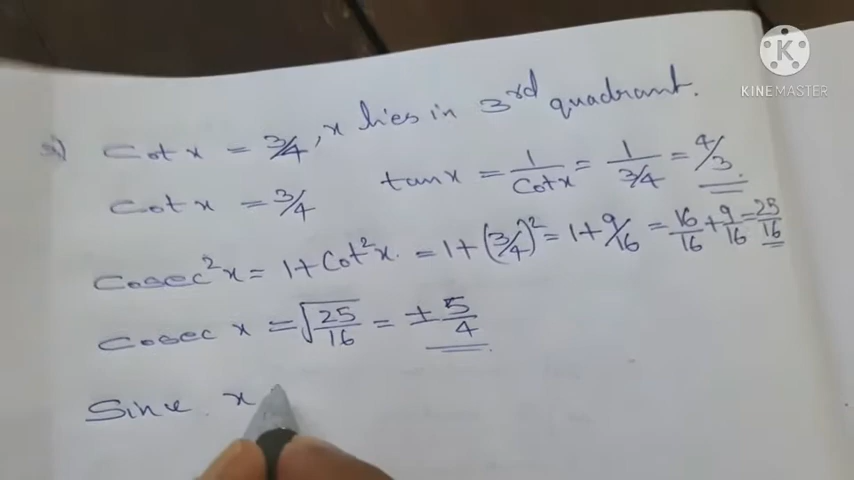 KINEMASTER
cot x = 3/4, x lies in 3rd quadrant.
cot x = 3/4 tan x = 1/cot x = 1/(3/4) = 4/3.
cosec²x = 1 + cot²x. = 1 + (3/4)² = 1 + 9/16 = 16/16 + 9/16 = 25/16
cosec x = √(25/16) = ± 5/4
Since x